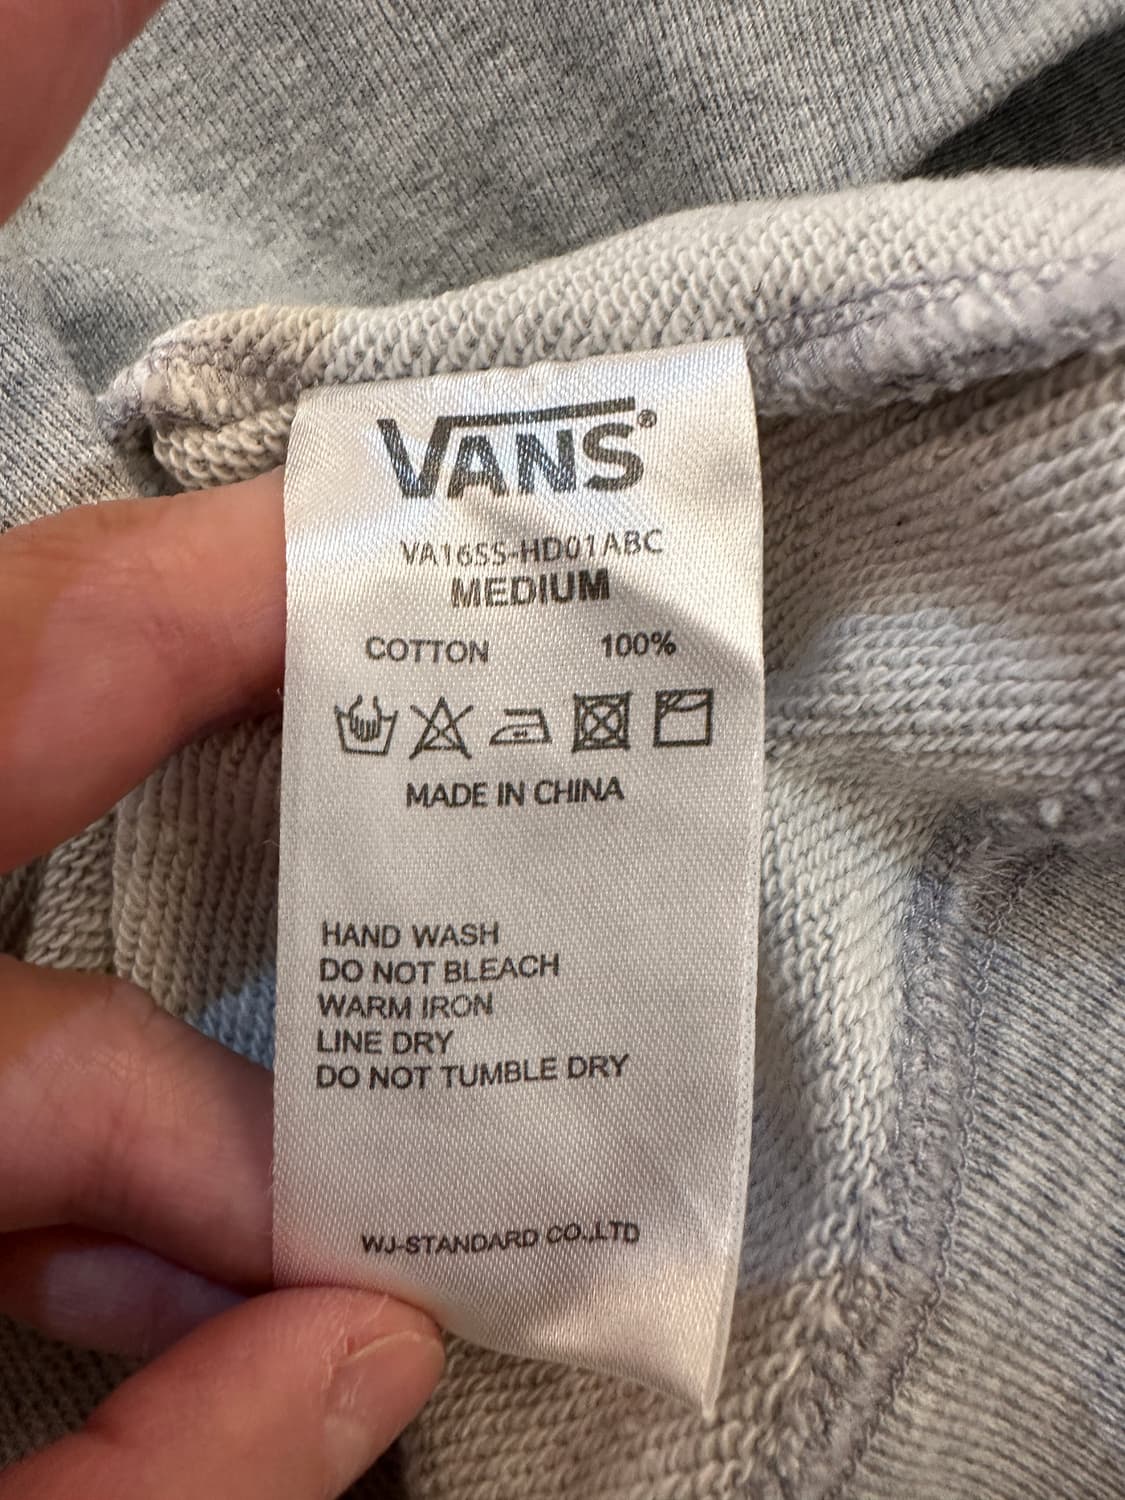 VANS®
VA16SS-HD01ABC
MEDIUM
COTTON 100%
MADE IN CHINA
HAND WASH
DO NOT BLEACH
WARM IRON
LINE DRY
DO NOT TUMBLE DRY
WJ-STANDARD CO.,LTD